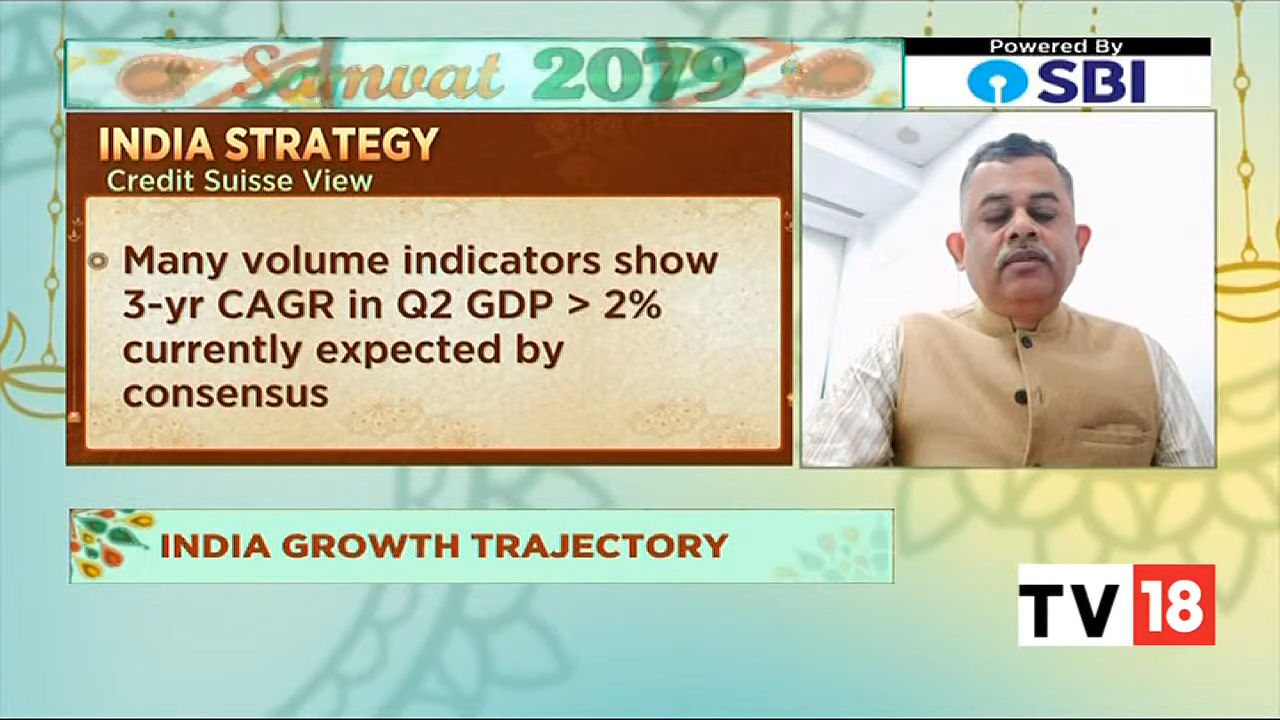 Samvat 2079
Powered By
SBI
INDIA STRATEGY
Credit Suisse View
Many volume indicators show
3-yr CAGR in Q2 GDP > 2%
currently expected by
consensus
INDIA GROWTH TRAJECTORY
TV18